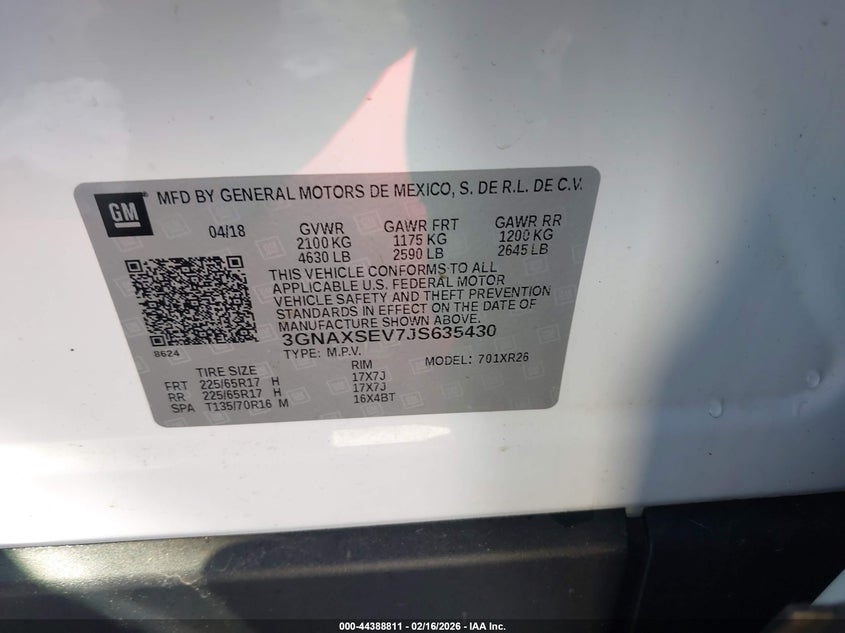 GM
MFD BY GENERAL MOTORS DE MEXICO, S. DE R.L. DE C.V.
04/18 GVWR GAWR FRT GAWR RR
2100 KG 1175 KG 1200 KG
4630 LB 2590 LB 2645 LB
THIS VEHICLE CONFORMS TO ALL
APPLICABLE U.S. FEDERAL MOTOR
VEHICLE SAFETY AND THEFT PREVENTION
STANDARDS IN EFFECT ON THE DATE OF
MANUFACTURE SHOWN ABOVE.
3GNAXSEV7JS635430
8624
TYPE: M.P.V. MODEL: 701XR26
TIRE SIZE RIM
FRT 225/65R17 H 17X7J
RR 225/65R17 H 17X7J
SPA T135/70R16 M 16X4BT
000-44388811 - 02/16/2026 - IAA Inc.